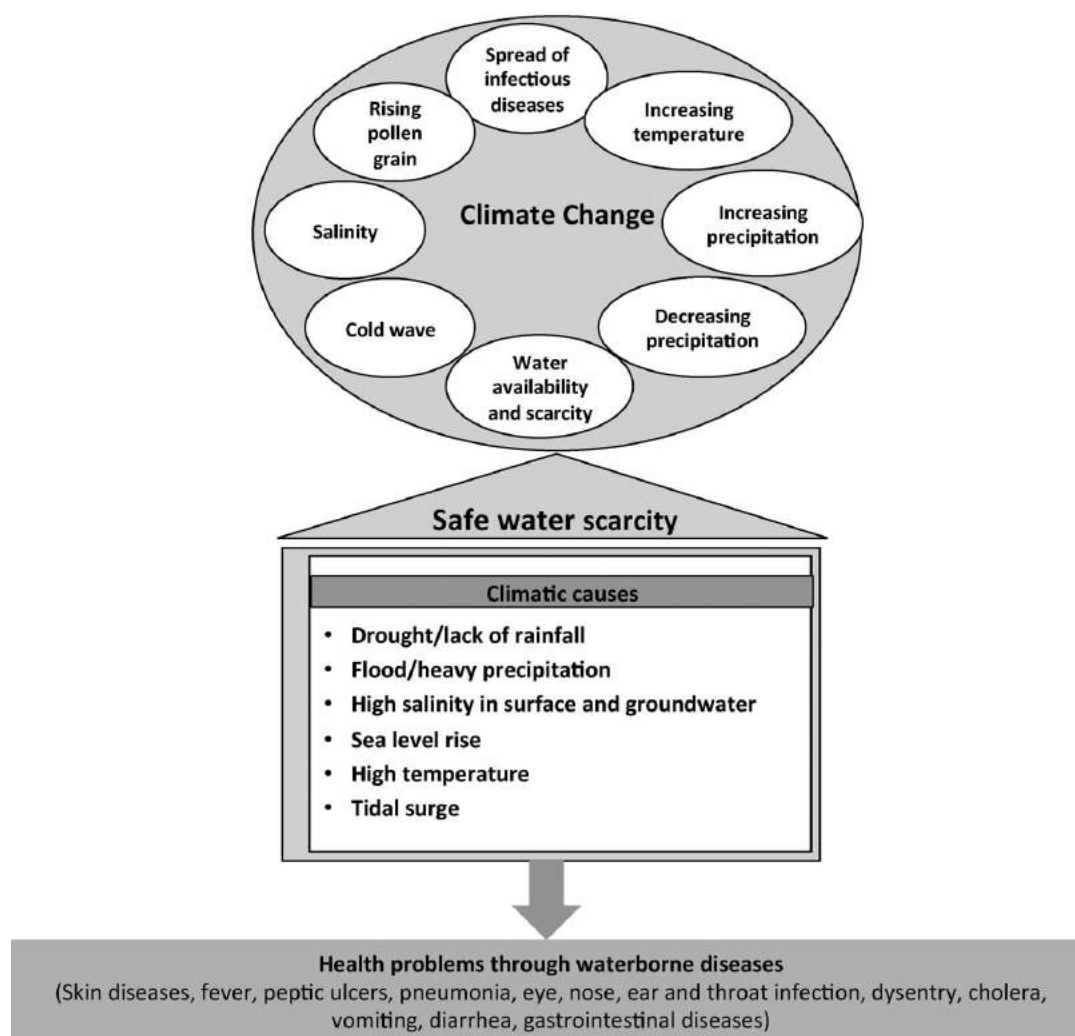 Spread of
infectious
diseases
Increasing
temperature
Rising
pollen
grain
Climate Change
Increasing
precipitation
Salinity
Decreasing
precipitation
Cold wave
Water
availability
and scarcity
Safe water scarcity
Climatic causes
• Drought/lack of rainfall
• Flood/heavy precipitation
• High salinity in surface and groundwater
• Sea level rise
• High temperature
• Tidal surge
Health problems through waterborne diseases
(Skin diseases, fever, peptic ulcers, pneumonia, eye, nose, ear and throat infection, dysentry, cholera,
vomiting, diarrhea, gastrointestinal diseases)